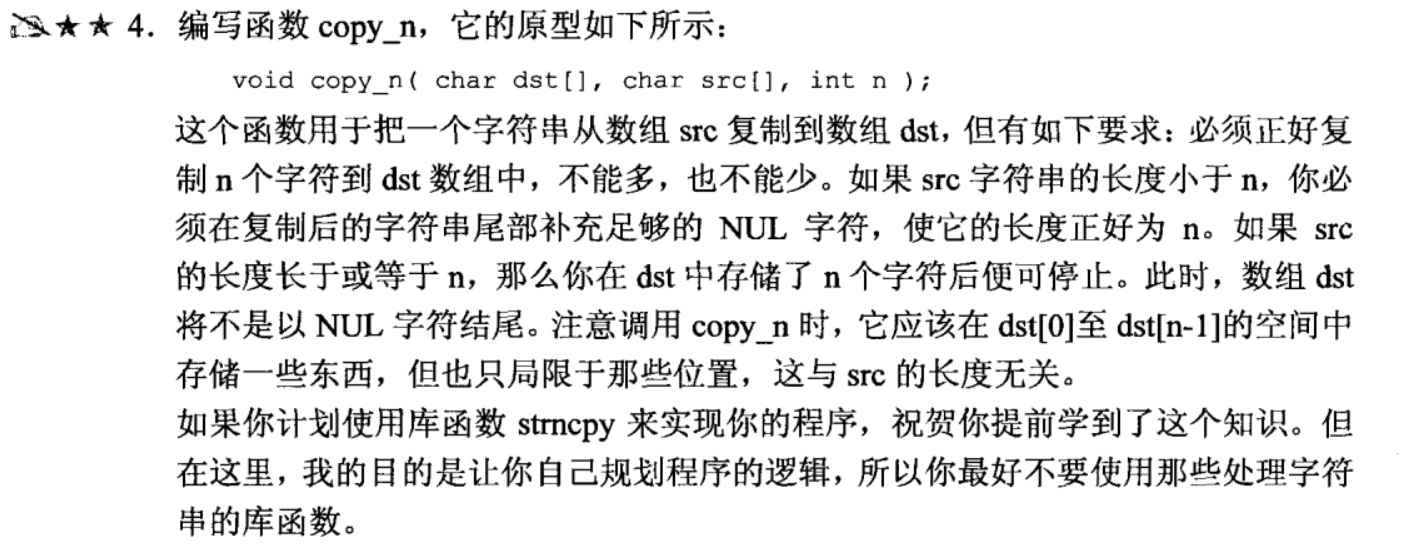 ★★ 4. 编写函数 copy_n，它的原型如下所示：
void copy_n( char dst[], char src[], int n );
这个函数用于把一个字符串从数组 src 复制到数组 dst，但有如下要求：必须正好复
制 n 个字符到 dst 数组中，不能多，也不能少。如果 src 字符串的长度小于 n，你必
须在复制后的字符串尾部补充足够的 NUL 字符，使它的长度正好为 n。如果 src
的长度长于或等于 n，那么你在 dst 中存储了 n 个字符后便可停止。此时，数组 dst
将不是以 NUL 字符结尾。注意调用 copy_n 时，它应该在 dst[0]至 dst[n-1]的空间中
存储一些东西，但也只局限于那些位置，这与 src 的长度无关。
如果你计划使用库函数 strncpy 来实现你的程序，祝贺你提前学到了这个知识。但
在这里，我的目的是让你自己规划程序的逻辑，所以你最好不要使用那些处理字符
串的库函数。